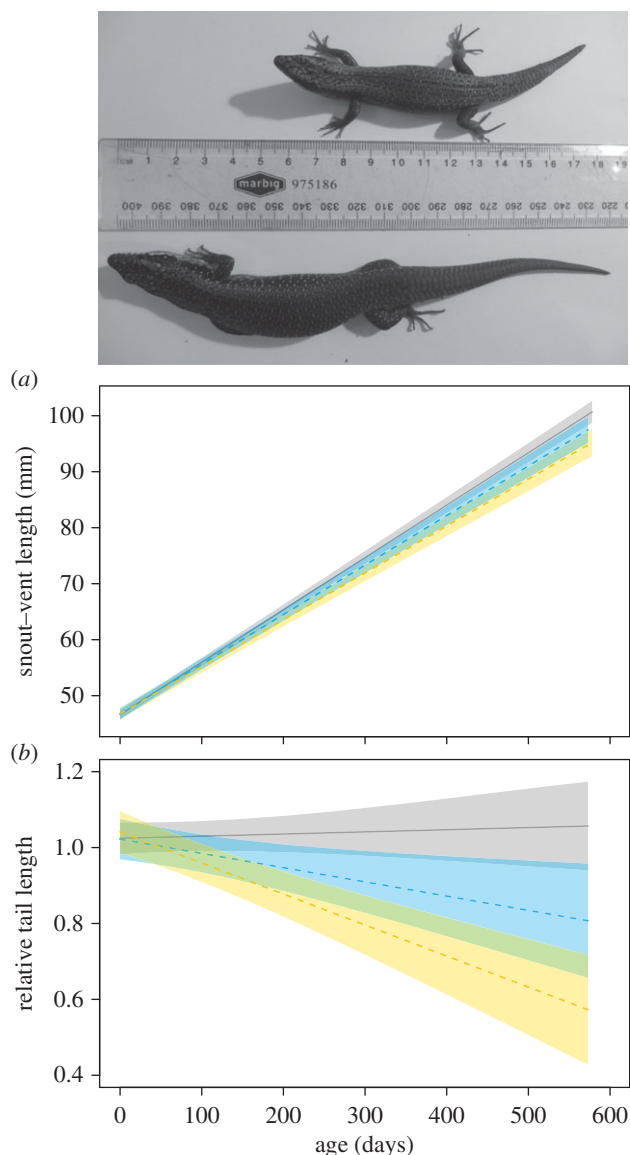 CM 1 2 3 4 5 6 7 8 9 10 11 12 13 14 15 16 17 18 19
marbig 975186
400 390 380 370 360 350 340 330 320 310 300 290 280 270 260 250 240 230 220
(a)
100
90
80
70
60
50
snout–vent length (mm)
(b)
1.2
1.0
0.8
0.6
0.4
relative tail length
0 100 200 300 400 500 600
age (days)